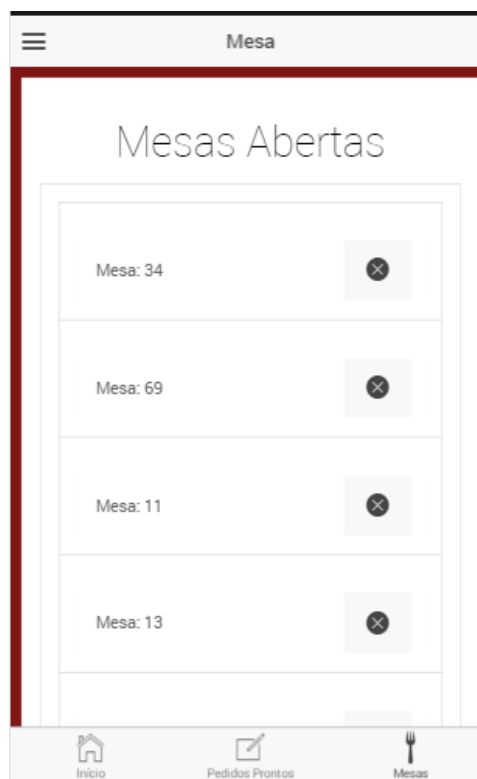 Mesa
Mesas Abertas
Mesa: 34
Mesa: 69
Mesa: 11
Mesa: 13
Início
Pedidos Prontos
Mesas